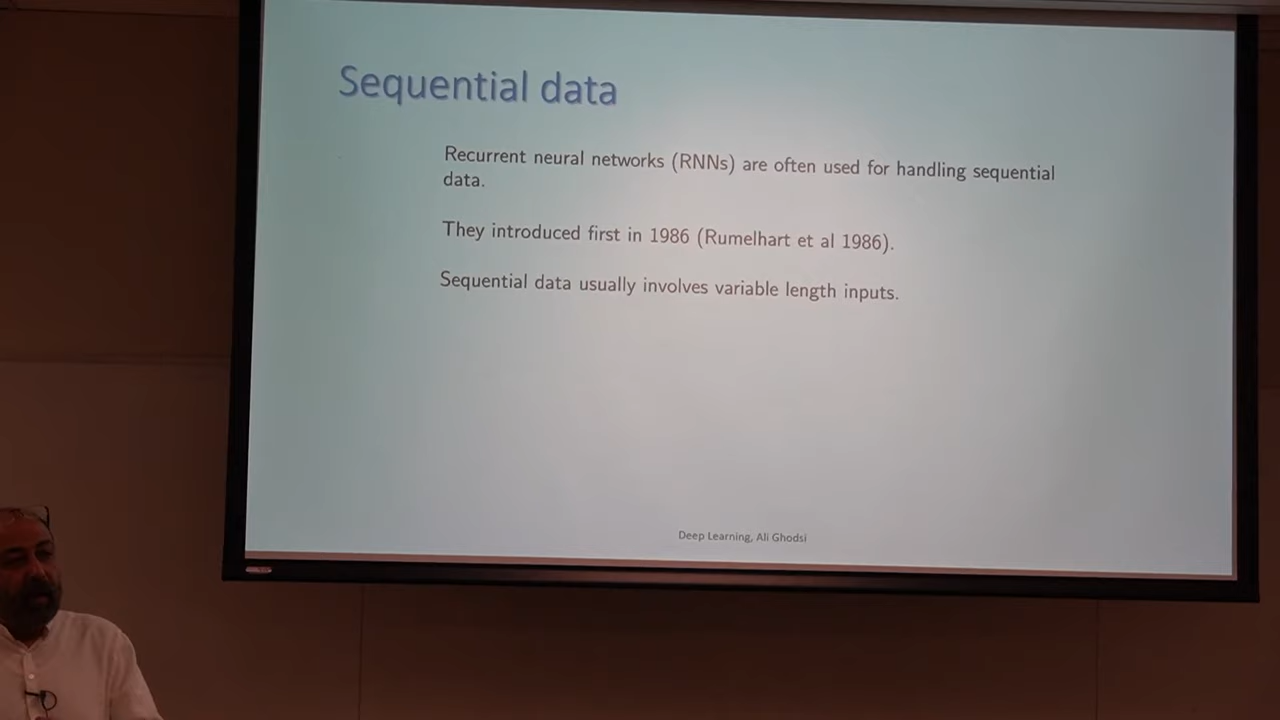 Sequential data
Recurrent neural networks (RNNs) are often used for handling sequential
data.
They introduced first in 1986 (Rumelhart et al 1986).
Sequential data usually involves variable length inputs.
Deep Learning, Ali Ghodsi